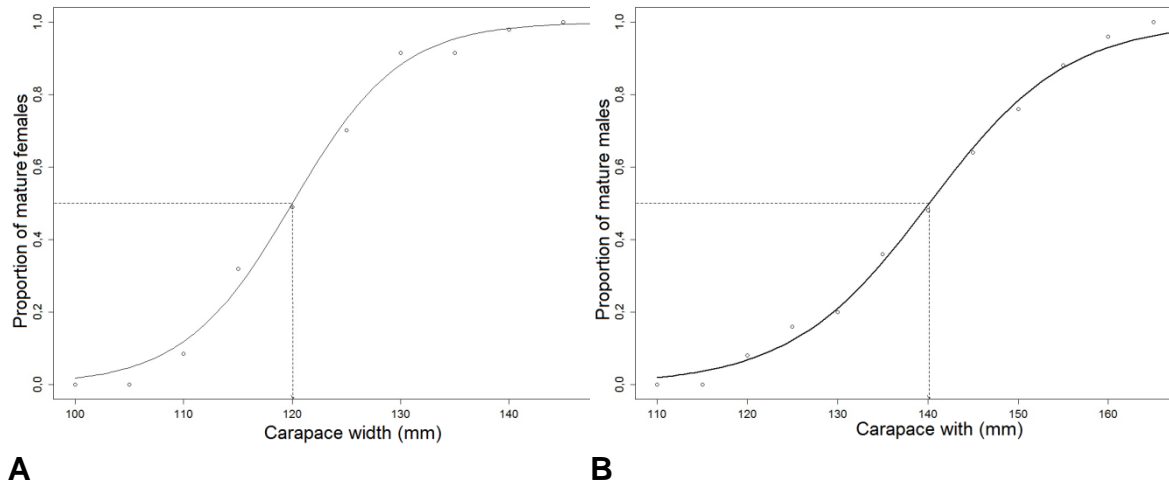 Proportion of mature females
1,0
0,8
0,6
0,4
0,2
0,0
100 110 120 130 140
Carapace width (mm)
A
Proportion of mature males
1,0
0,8
0,6
0,4
0,2
0,0
110 120 130 140 150 160
Carapace with (mm)
B